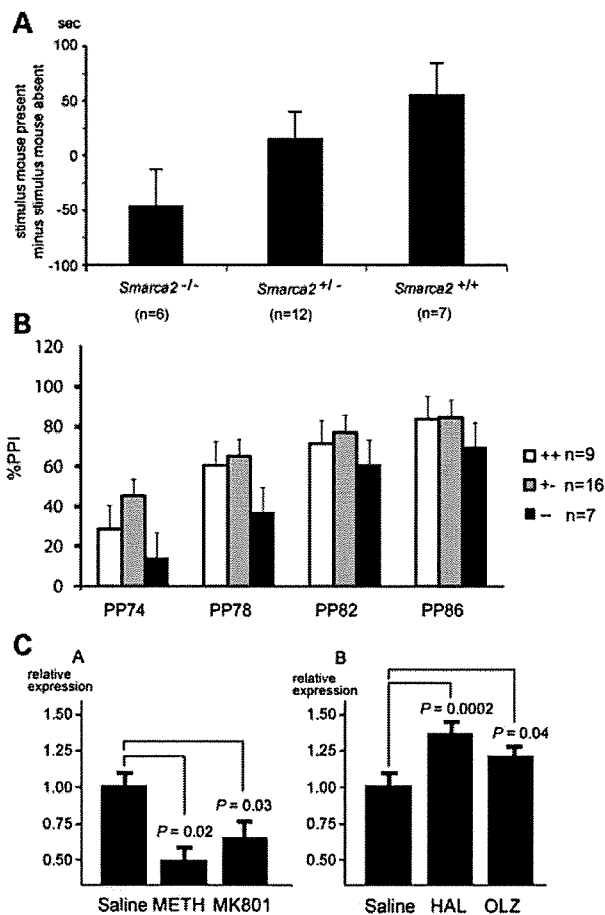 A
sec
stimulus mouse present
minus stimulus mouse absent
100
50
0
-50
-100
Smarca2 -/-
Smarca2 +/-
Smarca2 +/+
(n=6)
(n=12)
(n=7)
B
%PPI
120
100
80
60
40
20
0
PP74
PP78
PP82
PP86
++ n=9
+- n=16
-- n=7
C
A
relative
expression
1.50
1.25
1.00
0.75
0.50
P = 0.02
P = 0.03
Saline METH MK801
B
relative
expression
1.50
1.25
1.00
0.75
0.50
P = 0.0002
P = 0.04
Saline HAL OLZ